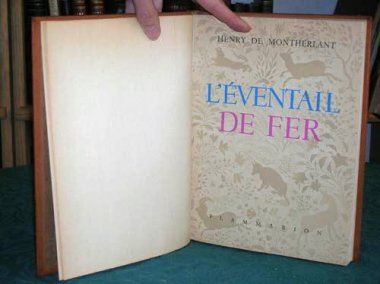 HENRY DE MONTHERLANT
L'ÉVENTAIL
DE FER
FLAMMARION